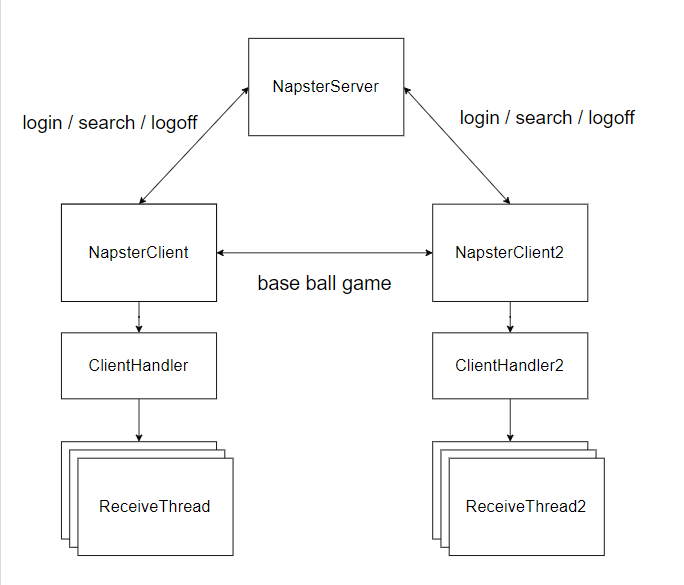 NapsterServer
login / search / logoff
login / search / logoff
NapsterClient
NapsterClient2
base ball game
ClientHandler
ClientHandler2
ReceiveThread
ReceiveThread2